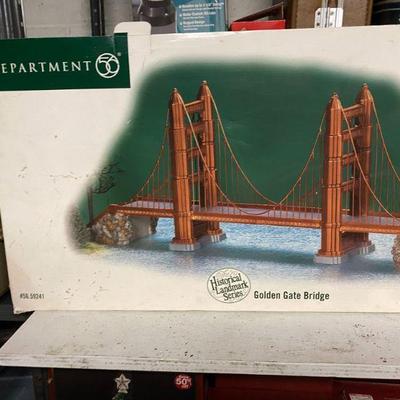 EPARTMENT 56
Historical
Landmark
Series
Golden Gate Bridge
#56.59241